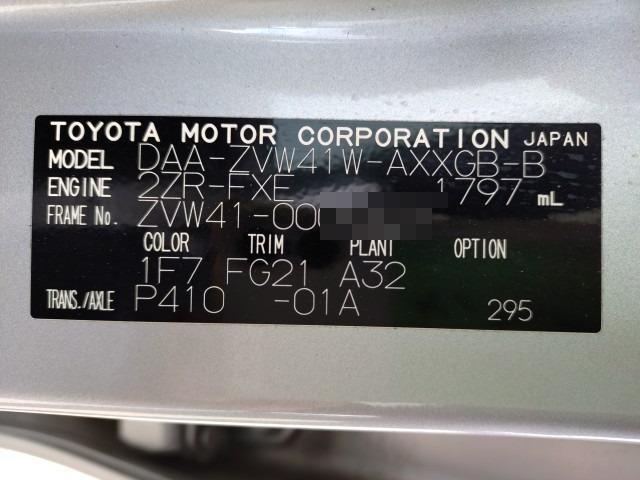 TOYOTA MOTOR CORPORATION JAPAN
MODEL DAA-ZVW41W-AXXGB-B
ENGINE 2ZR-FXE 1797 mL
FRAME No. ZVW41-00
COLOR TRIM PLANT OPTION
1F7 FG21 A32
TRANS./AXLE P410 -01A 295